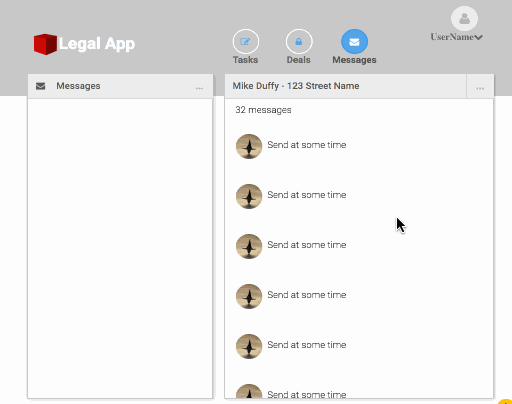 Legal App
Tasks
Deals
Messages
UserName
Messages
...
Mike Duffy - 123 Street Name
...
32 messages
Send at some time
Send at some time
Send at some time
Send at some time
Send at some time
Send at some time